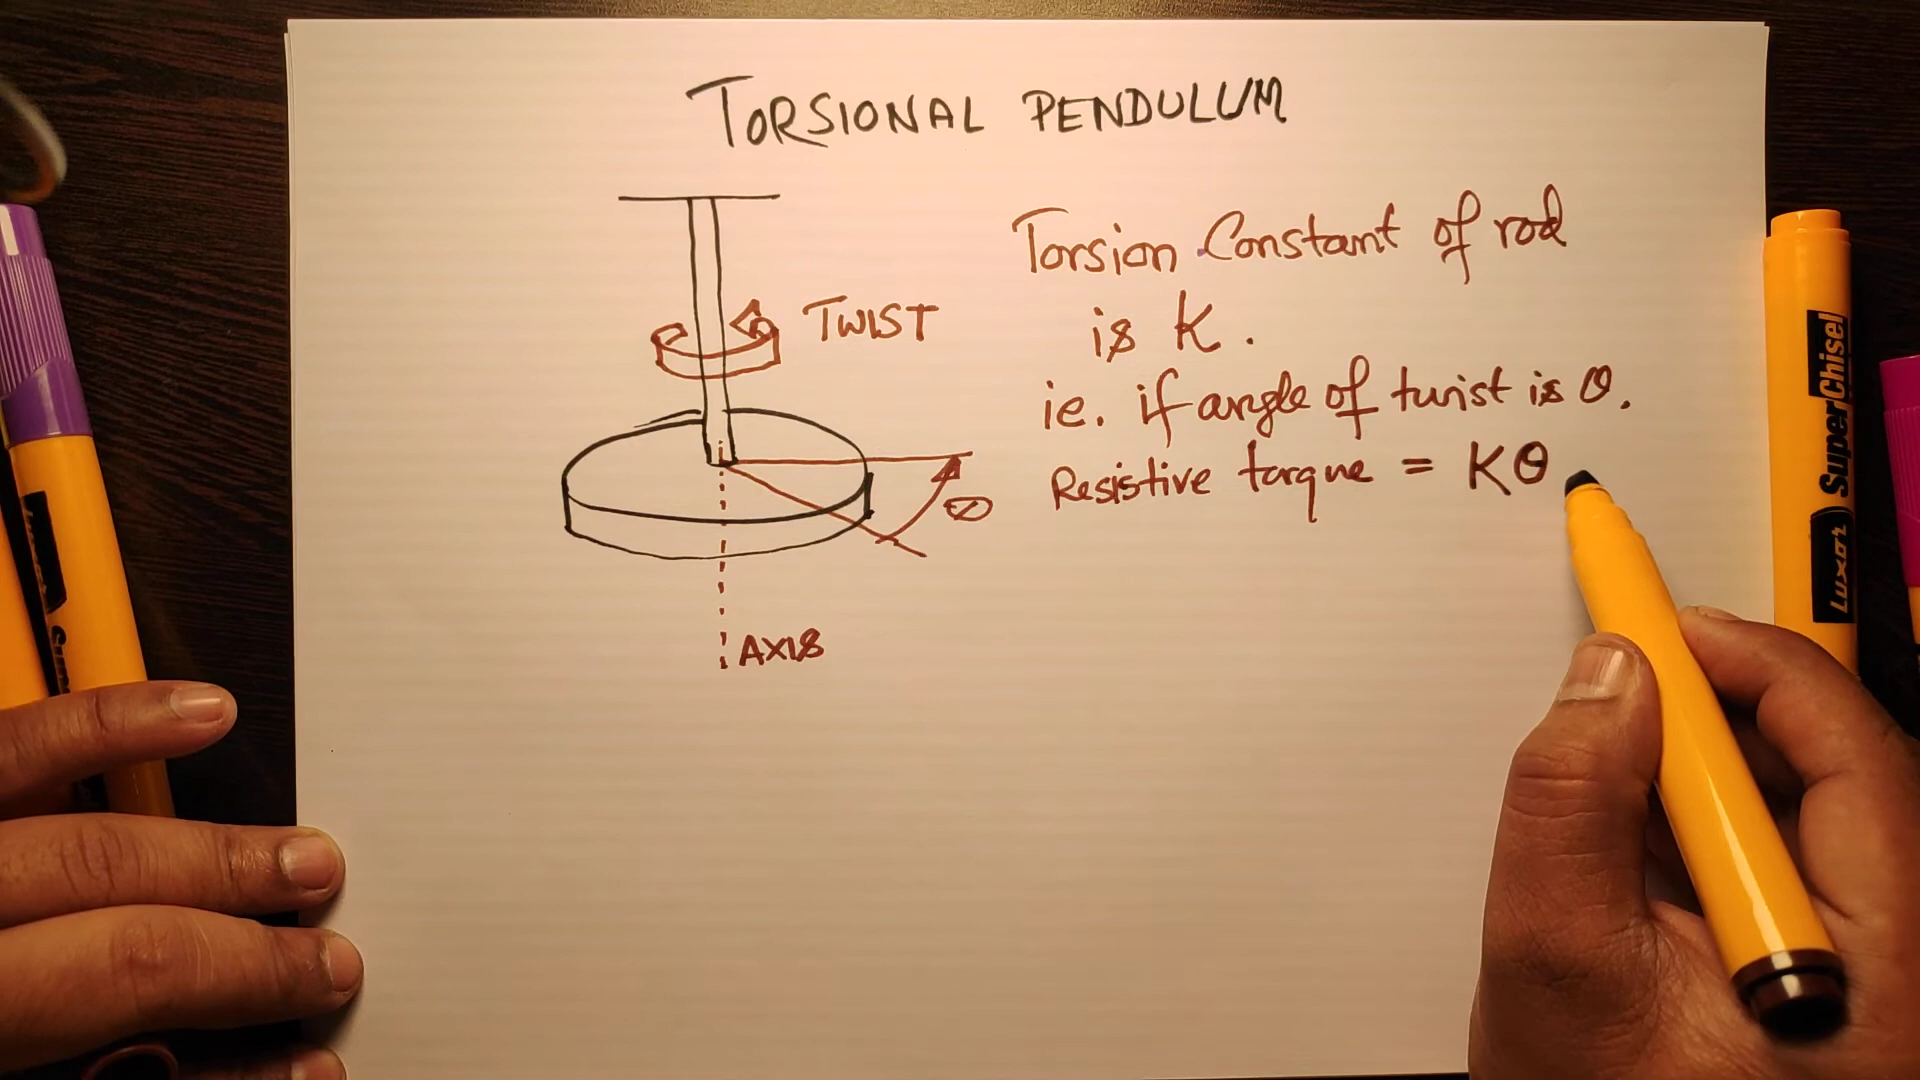 TORSIONAL PENDULUM
Torsion Constant of rod
is K.
TWIST
ie. if angle of twist is θ.
Resistive torque = Kθ
θ
AXIS
SuperChisel
Luxor